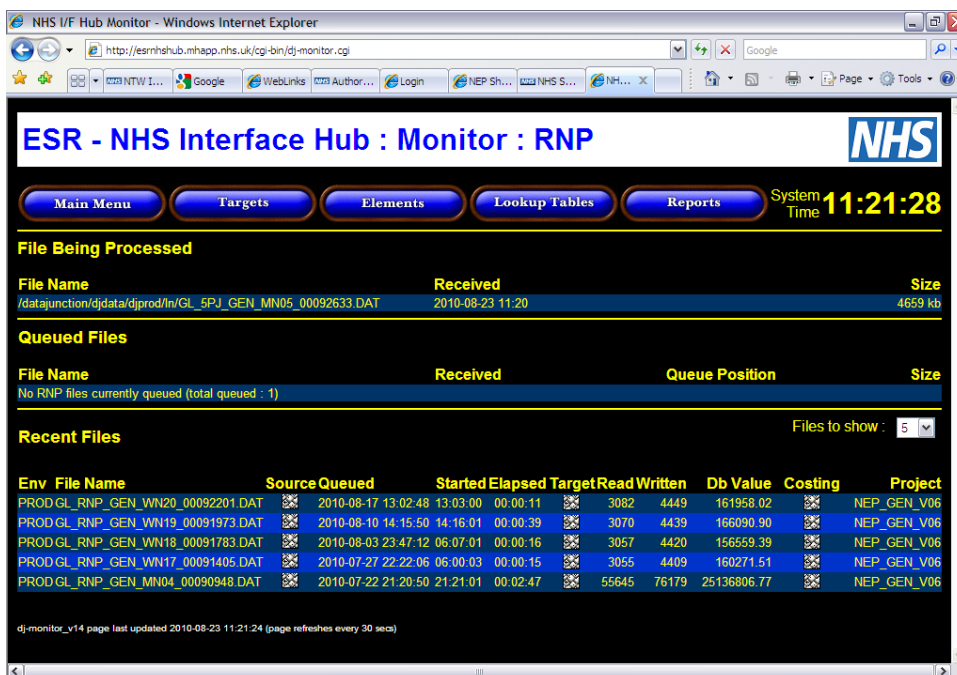 NHS I/F Hub Monitor - Windows Internet Explorer
http://esrnhshub.mhapp.nhs.uk/cgi-bin/dj-monitor.cgi
Google
NTW I... Google WebLinks Author... Login NEP Sh... NHS S... NH... X Page Tools
ESR - NHS Interface Hub : Monitor : RNP
NHS
Main Menu Targets Elements Lookup Tables Reports System Time 11:21:28
File Being Processed
File Name Received Size
/datajunction/djdata/djprod/In/GL_5PJ_GEN_MN05_00092633.DAT 2010-08-23 11:20 4659 kb
Queued Files
File Name Received Queue Position Size
No RNP files currently queued (total queued : 1)
Files to show : 5
Recent Files
Env File Name Source Queued Started Elapsed Target Read Written Db Value Costing Project
PROD GL_RNP_GEN_WN20_00092201.DAT 2010-08-17 13:02:48 13:03:00 00:00:11 3082 4449 161958.02 NEP_GEN_V06
PROD GL_RNP_GEN_WN19_00091973.DAT 2010-08-10 14:15:50 14:16:01 00:00:39 3070 4439 166090.90 NEP_GEN_V06
PROD GL_RNP_GEN_WN18_00091783.DAT 2010-08-03 23:47:12 06:07:01 00:00:16 3057 4420 156559.39 NEP_GEN_V06
PROD GL_RNP_GEN_WN17_00091405.DAT 2010-07-27 22:22:06 06:00:03 00:00:15 3055 4409 160271.51 NEP_GEN_V06
PROD GL_RNP_GEN_MN04_00090948.DAT 2010-07-22 21:20:50 21:21:01 00:02:47 55645 76179 25136806.77 NEP_GEN_V06
dj-monitor_v14 page last updated 2010-08-23 11:21:24 (page refreshes every 30 secs)